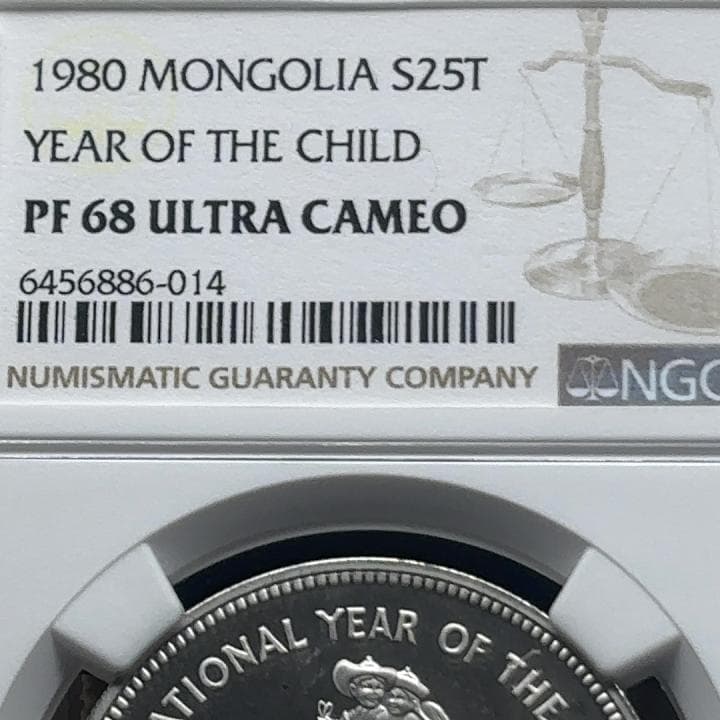 1980 MONGOLIA S25T
YEAR OF THE CHILD
PF 68 ULTRA CAMEO
6456886-014
NUMISMATIC GUARANTY COMPANY
NGC
ATIONAL YEAR OF THE